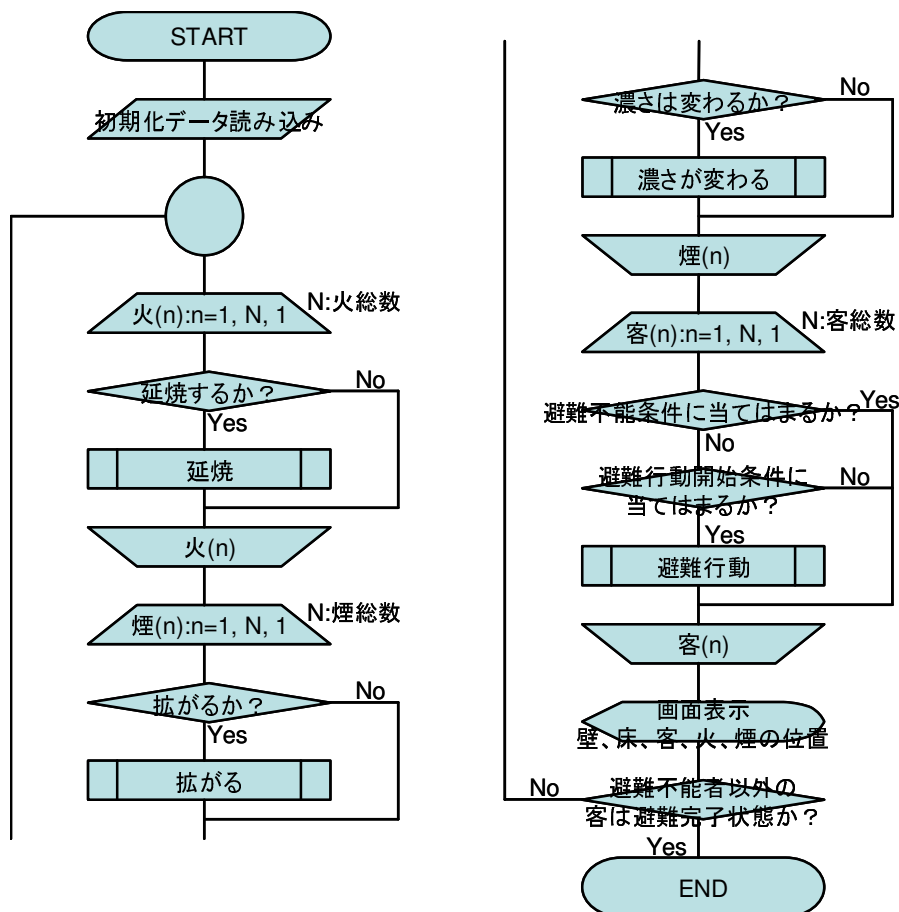 START
初期化データ読み込み
火(n):n=1, N, 1
N:火総数
延焼するか？
No
Yes
延焼
火(n)
煙(n):n=1, N, 1
N:煙総数
拡がるか？
No
Yes
拡がる
濃さは変わるか？
No
Yes
濃さが変わる
煙(n)
客(n):n=1, N, 1
N:客総数
避難不能条件に当てはまるか？
Yes
No
避難行動開始条件に
当てはまるか？
No
Yes
避難行動
客(n)
画面表示
壁、床、客、火、煙の位置
避難不能者以外の
客は避難完了状態か？
No
Yes
END